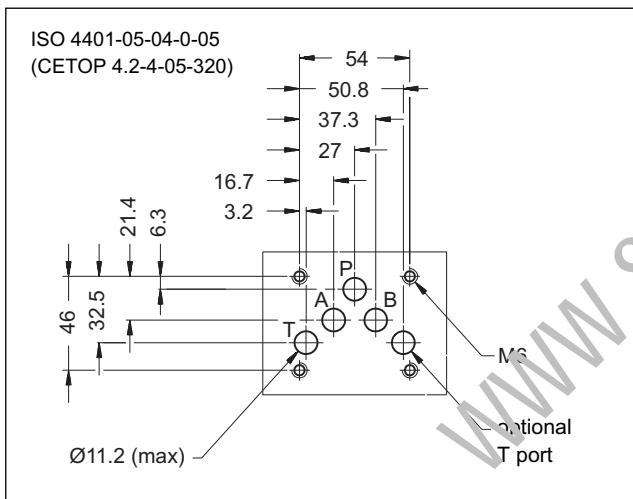 ISO 4401-05-04-0-05
(CETOP 4.2-4-05-320)
54
50.8
37.3
27
16.7
3.2
21.4
6.3
46
32.5
P
A
B
T
M6
optional
T port
Ø11.2 (max)
www.s